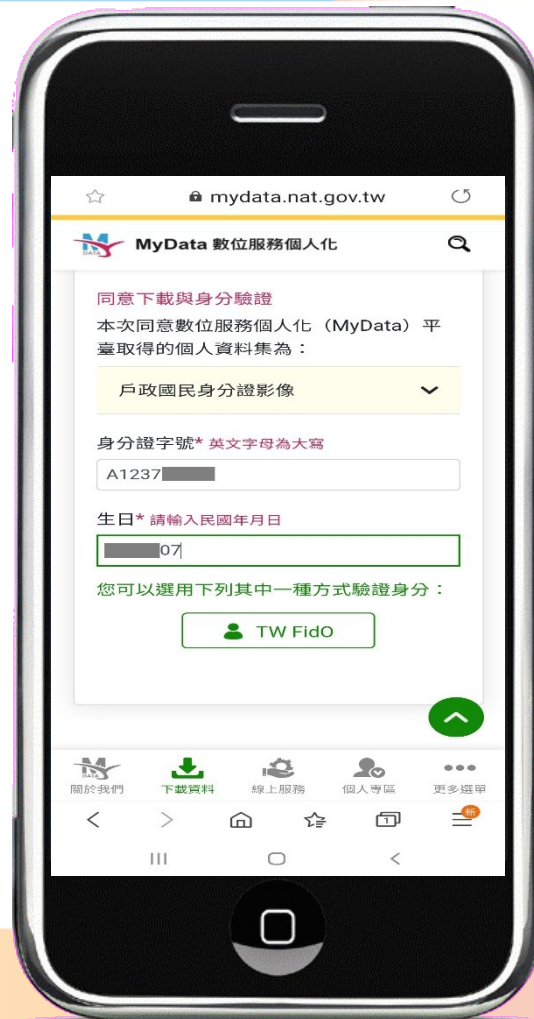 mydata.nat.gov.tw
MyData 數位服務個人化
同意下載與身分驗證
本次同意數位服務個人化（MyData）平
臺取得的個人資料集為：
戶政國民身分證影像
身分證字號* 英文字母為大寫
A1237
生日* 請輸入民國年月日
07
您可以選用下列其中一種方式驗證身分：
TW FidO
關於我們 下載資料 線上服務 個人專區 更多選單
1 新